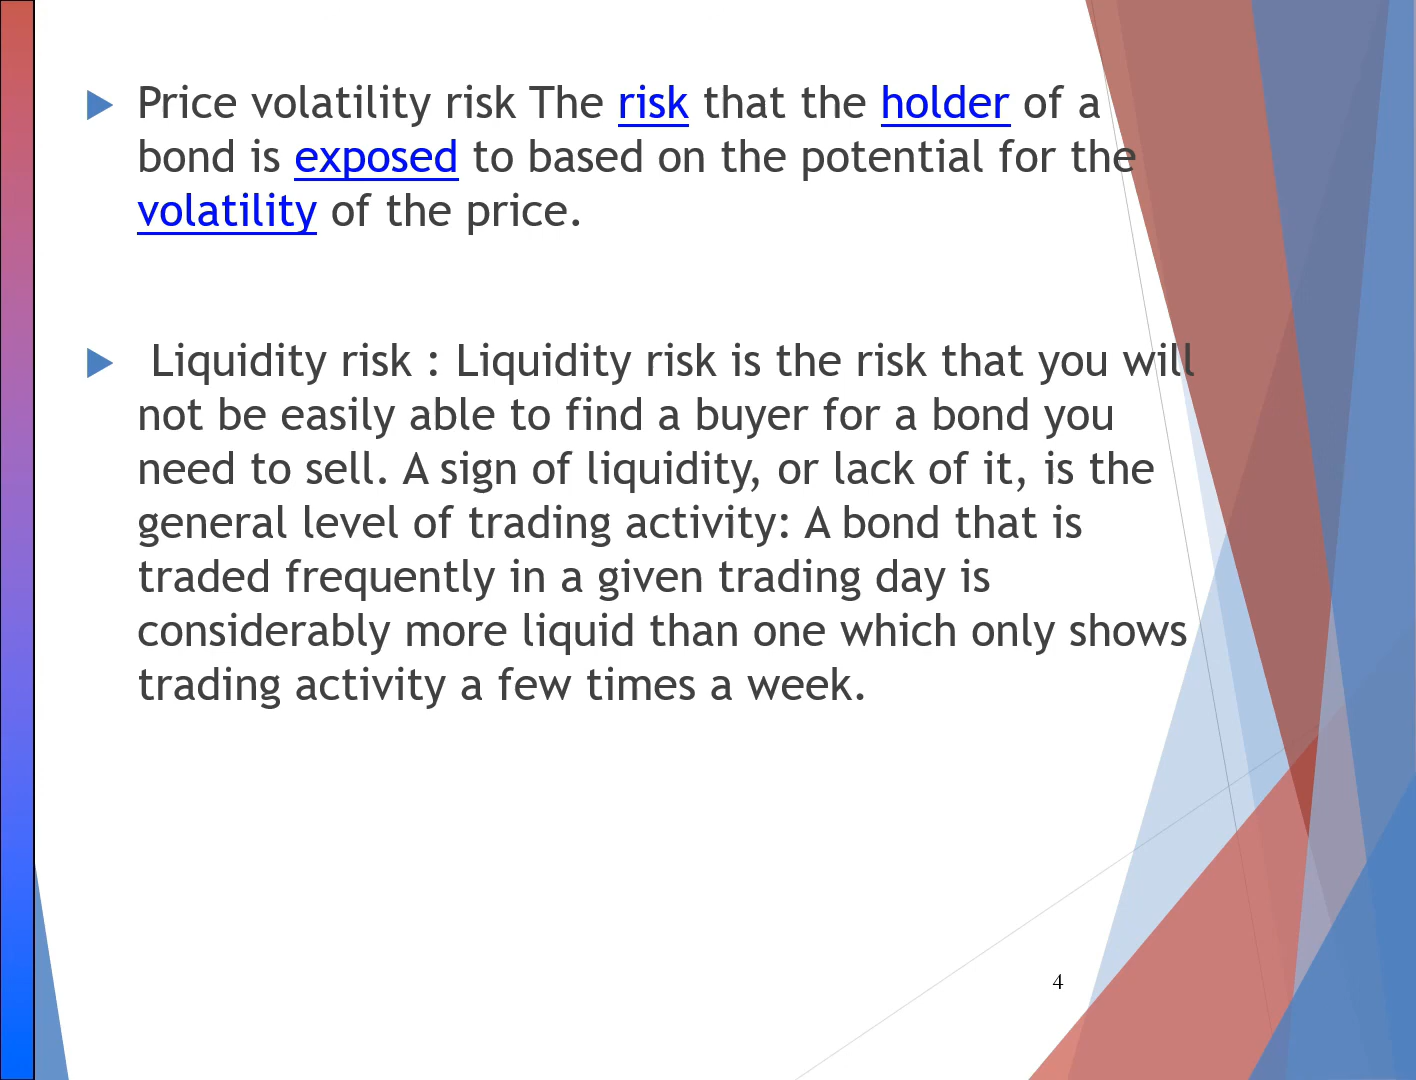 Price volatility risk The risk that the holder of a
bond is exposed to based on the potential for the
volatility of the price.
Liquidity risk : Liquidity risk is the risk that you will
not be easily able to find a buyer for a bond you
need to sell. A sign of liquidity, or lack of it, is the
general level of trading activity: A bond that is
traded frequently in a given trading day is
considerably more liquid than one which only shows
trading activity a few times a week.
4